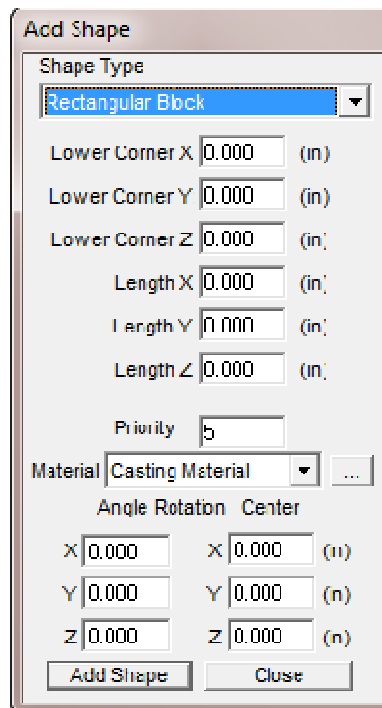 Add Shape
Shape Type
Rectangular Block
Lower Corner X 0.000 (in)
Lower Corner Y 0.000 (in)
Lower Corner Z 0.000 (in)
Length X 0.000 (in)
Length Y 0.000 (in)
Length Z 0.000 (in)
Priority 5
Material Casting Material ...
Angle Rotation Center
X 0.000 X 0.000 (in)
Y 0.000 Y 0.000 (in)
Z 0.000 Z 0.000 (in)
Add Shape Close